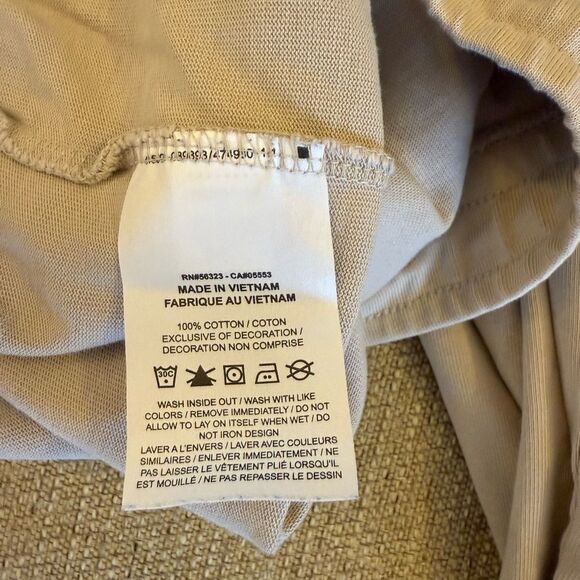 RN#56323 - CA#05553
MADE IN VIETNAM
FABRIQUE AU VIETNAM
100% COTTON / COTON
EXCLUSIVE OF DECORATION /
DECORATION NON COMPRISE
30C
WASH INSIDE OUT / WASH WITH LIKE
COLORS / REMOVE IMMEDIATELY / DO NOT
ALLOW TO LAY ON ITSELF WHEN WET / DO
NOT IRON DESIGN
LAVER A L'ENVERS / LAVER AVEC COULEURS
SIMILAIRES / ENLEVER IMMÉDIATEMENT /
NE PAS LAISSER LE VÊTEMENT PLIÉ LORSQU'IL
EST MOUILLÉ / NE PAS REPASSER LE DESSIN